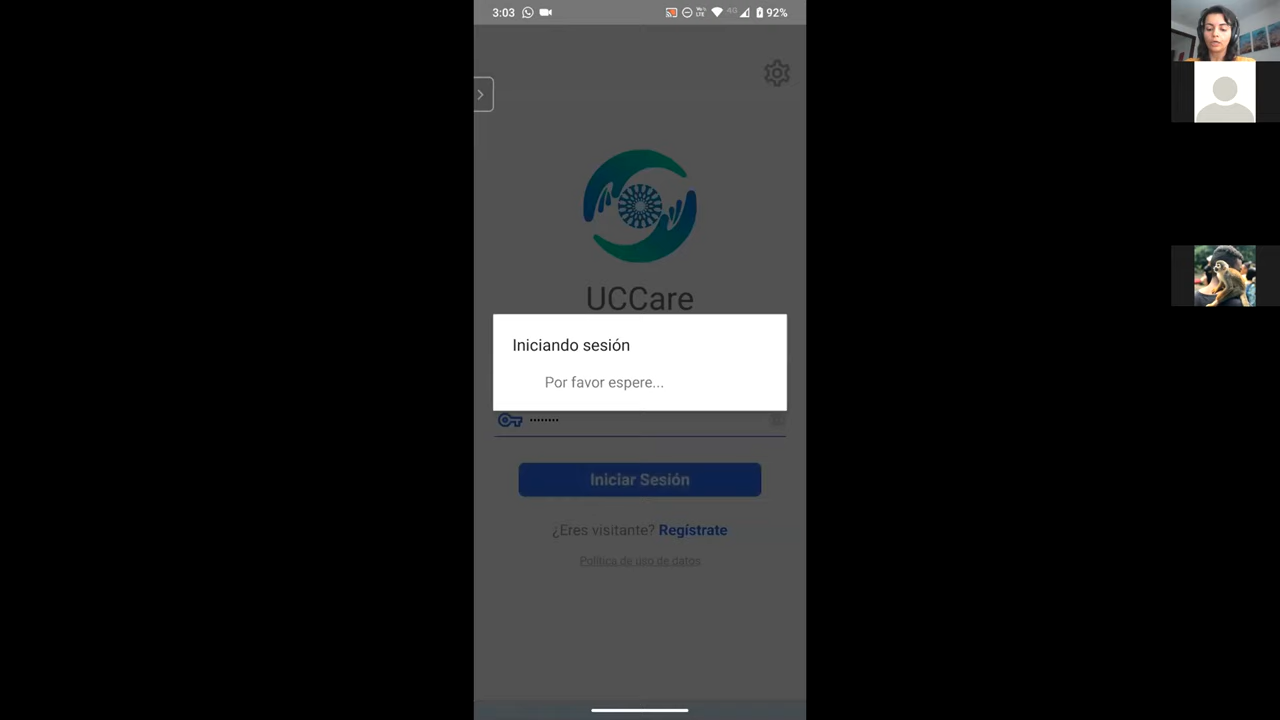 3:03
4G
92%
UCCare
Iniciando sesión
Por favor espere...
••••••••
Iniciar Sesión
¿Eres visitante? Regístrate
Política de uso de datos